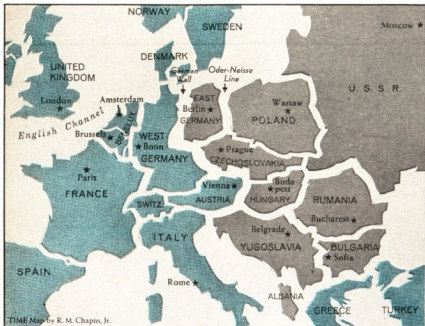 NORWAY
SWEDEN
Moscow
DENMARK
UNITED
KINGDOM
German
Wall
Oder-Neisse
Line
U. S. S. R.
London
Amsterdam
EAST
Berlin
GERMANY
Warsaw
POLAND
English Channel
Brussels
BENELUX
WEST
Bonn
GERMANY
Prague
CZECHOSLOVAKIA
Paris
FRANCE
Vienna
AUSTRIA
Buda
pest
HUNGARY
SWITZ.
RUMANIA
Bucharest
ITALY
Belgrade
YUGOSLAVIA
BULGARIA
Sofia
SPAIN
Rome
ALBANIA
GREECE
TURKEY
TIME Map by R. M. Chapin, Jr.